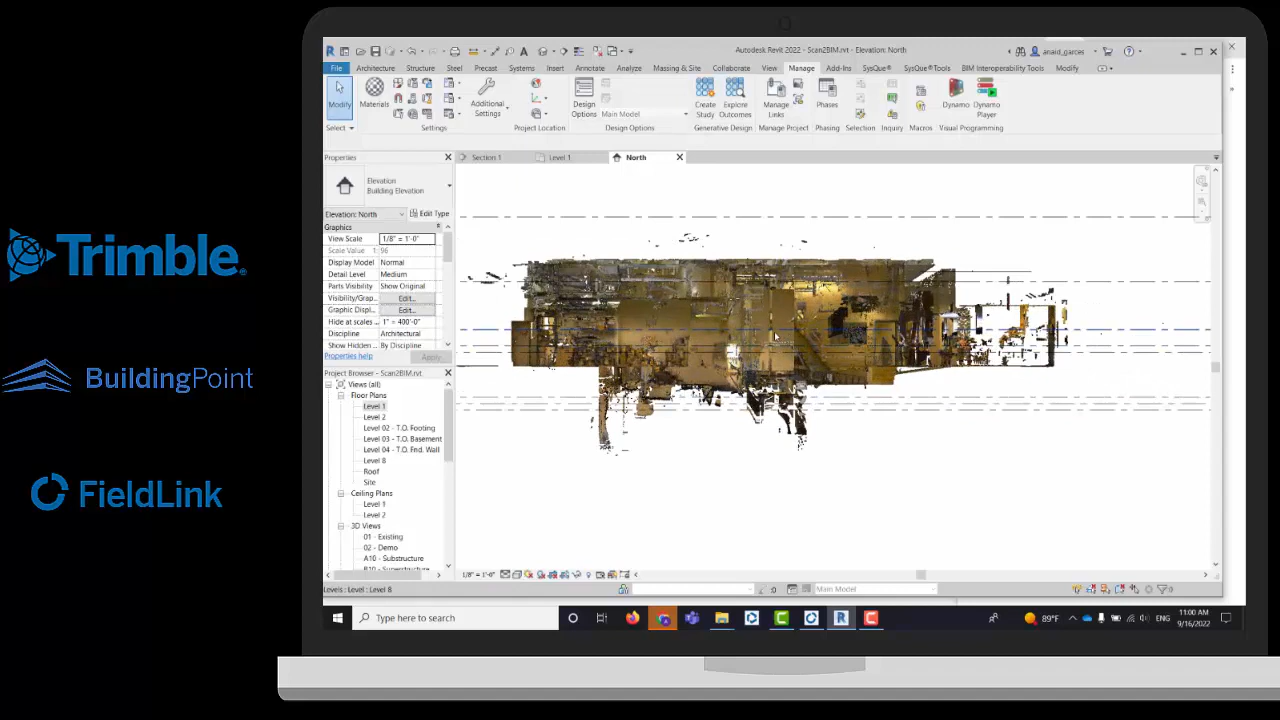 Trimble®
BuildingPoint
FieldLink
Autodesk Revit 2022 - Scan2BIM.rvt - Elevation: North
anaid_garces
File Architecture Structure Steel Precast Systems Insert Annotate Analyze Massing & Site Collaborate View Manage Add-Ins SysQue® SysQue®Tools BIM Interoperability Tools Modify
Modify
Materials
Additional Settings
Design Options
Main Model
Create Study
Explore Outcomes
Manage Links
Phases
Dynamo
Dynamo Player
Select
Settings
Project Location
Design Options
Generative Design
Manage Project
Phasing
Selection
Inquiry
Macros
Visual Programming
Properties
Section 1
Level 1
North
Elevation
Building Elevation
Elevation: North
Edit Type
Graphics
View Scale 1/8" = 1'-0"
Scale Value 1: 96
Display Model Normal
Detail Level Medium
Parts Visibility Show Original
Visibility/Grap... Edit...
Graphic Displ... Edit...
Hide at scales ... 1" = 400'-0"
Discipline Architectural
Show Hidden ... By Discipline
Properties help
Apply
Project Browser - Scan2BIM.rvt
Views (all)
Floor Plans
Level 1
Level 2
Level 02 - T.O. Footing
Level 03 - T.O. Basement
Level 04 - T.O. Fnd. Wall
Level 8
Roof
Site
Ceiling Plans
Level 1
Level 2
3D Views
01 - Existing
02 - Demo
A10 - Substructure
1/8" = 1'-0"
Levels : Level : Level 8
:0
Main Model
Type here to search
89°F
ENG
11:00 AM
9/16/2022